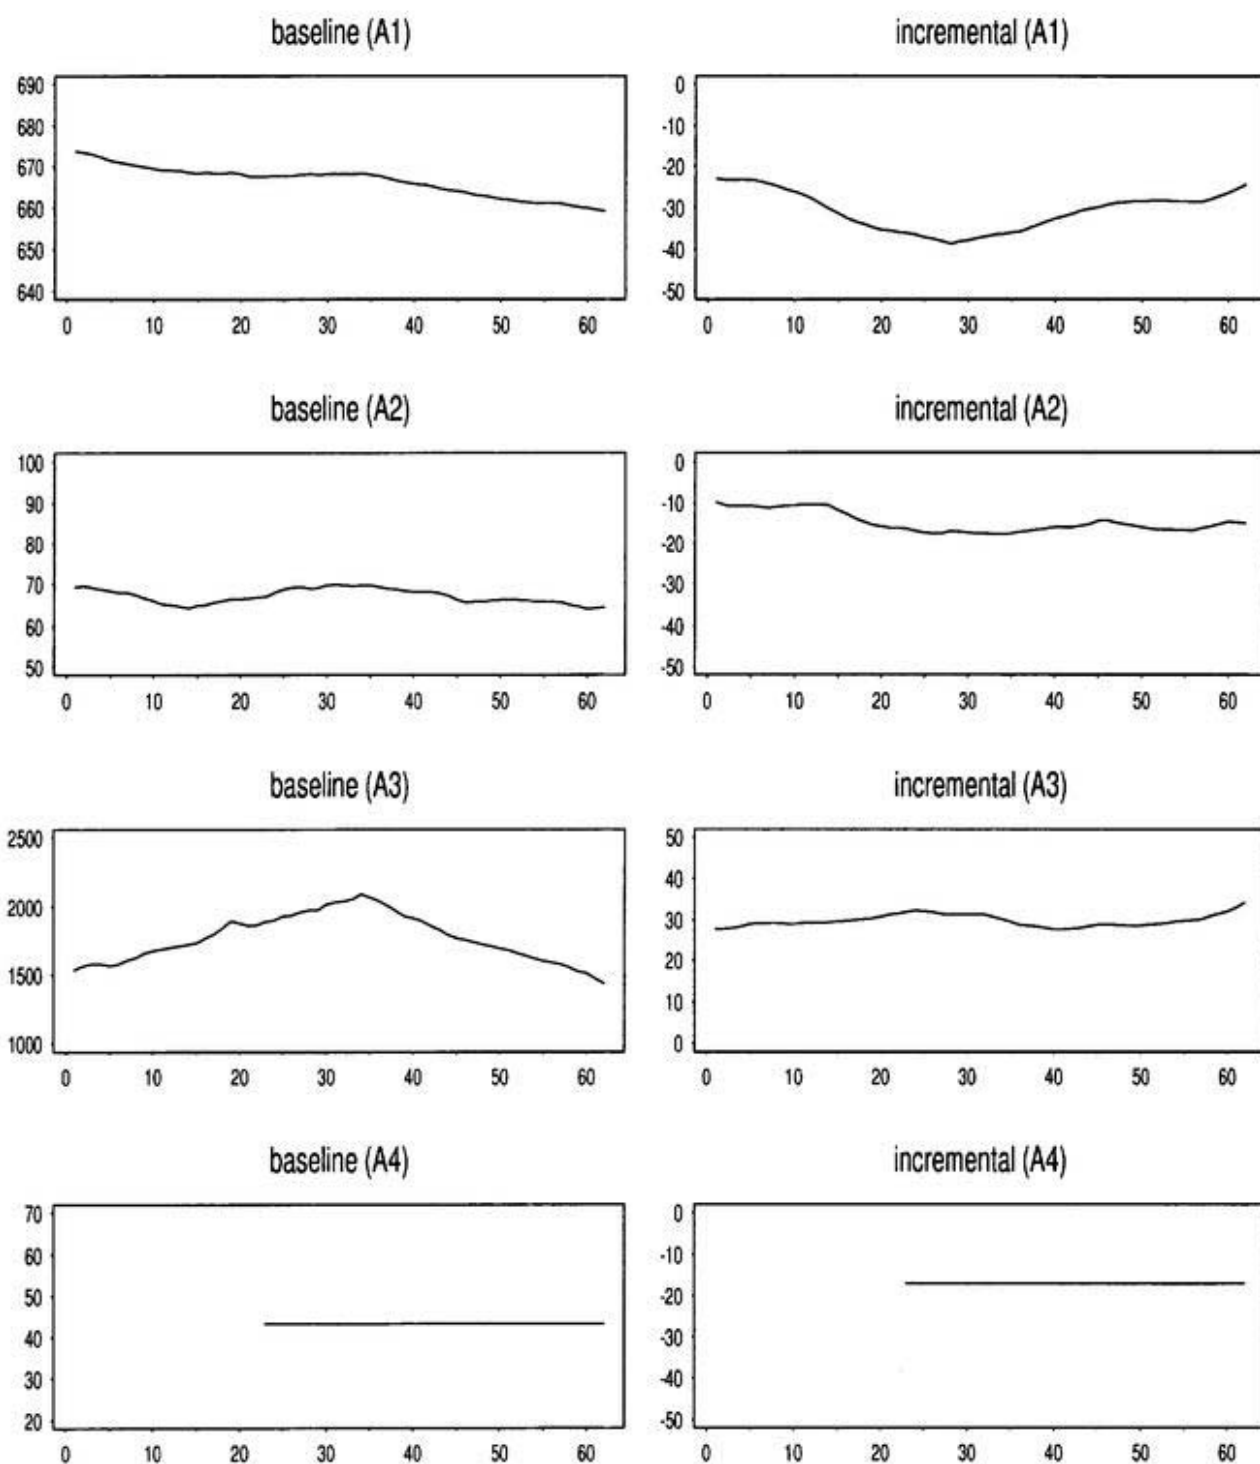 baseline (A1)
690
680
670
660
650
640
0 10 20 30 40 50 60
incremental (A1)
0
-10
-20
-30
-40
-50
0 10 20 30 40 50 60
baseline (A2)
100
90
80
70
60
50
0 10 20 30 40 50 60
incremental (A2)
0
-10
-20
-30
-40
-50
0 10 20 30 40 50 60
baseline (A3)
2500
2000
1500
1000
0 10 20 30 40 50 60
incremental (A3)
50
40
30
20
10
0
0 10 20 30 40 50 60
baseline (A4)
70
60
50
40
30
20
0 10 20 30 40 50 60
incremental (A4)
0
-10
-20
-30
-40
-50
0 10 20 30 40 50 60